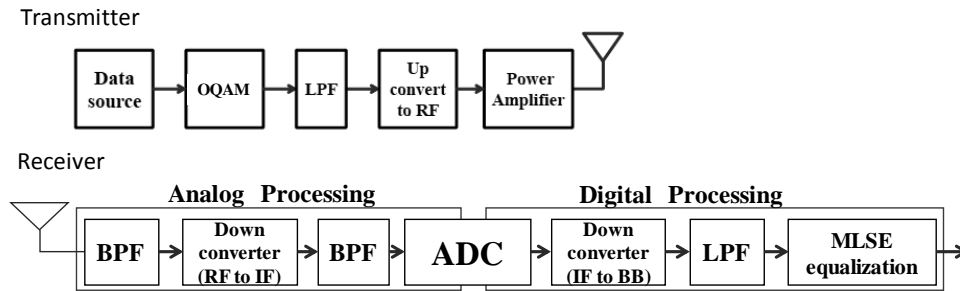 Transmitter
Data
source
OQAM
LPF
Up
convert
to RF
Power
Amplifier
Receiver
Analog Processing
Digital Processing
BPF
Down
converter
(RF to IF)
BPF
ADC
Down
converter
(IF to BB)
LPF
MLSE
equalization